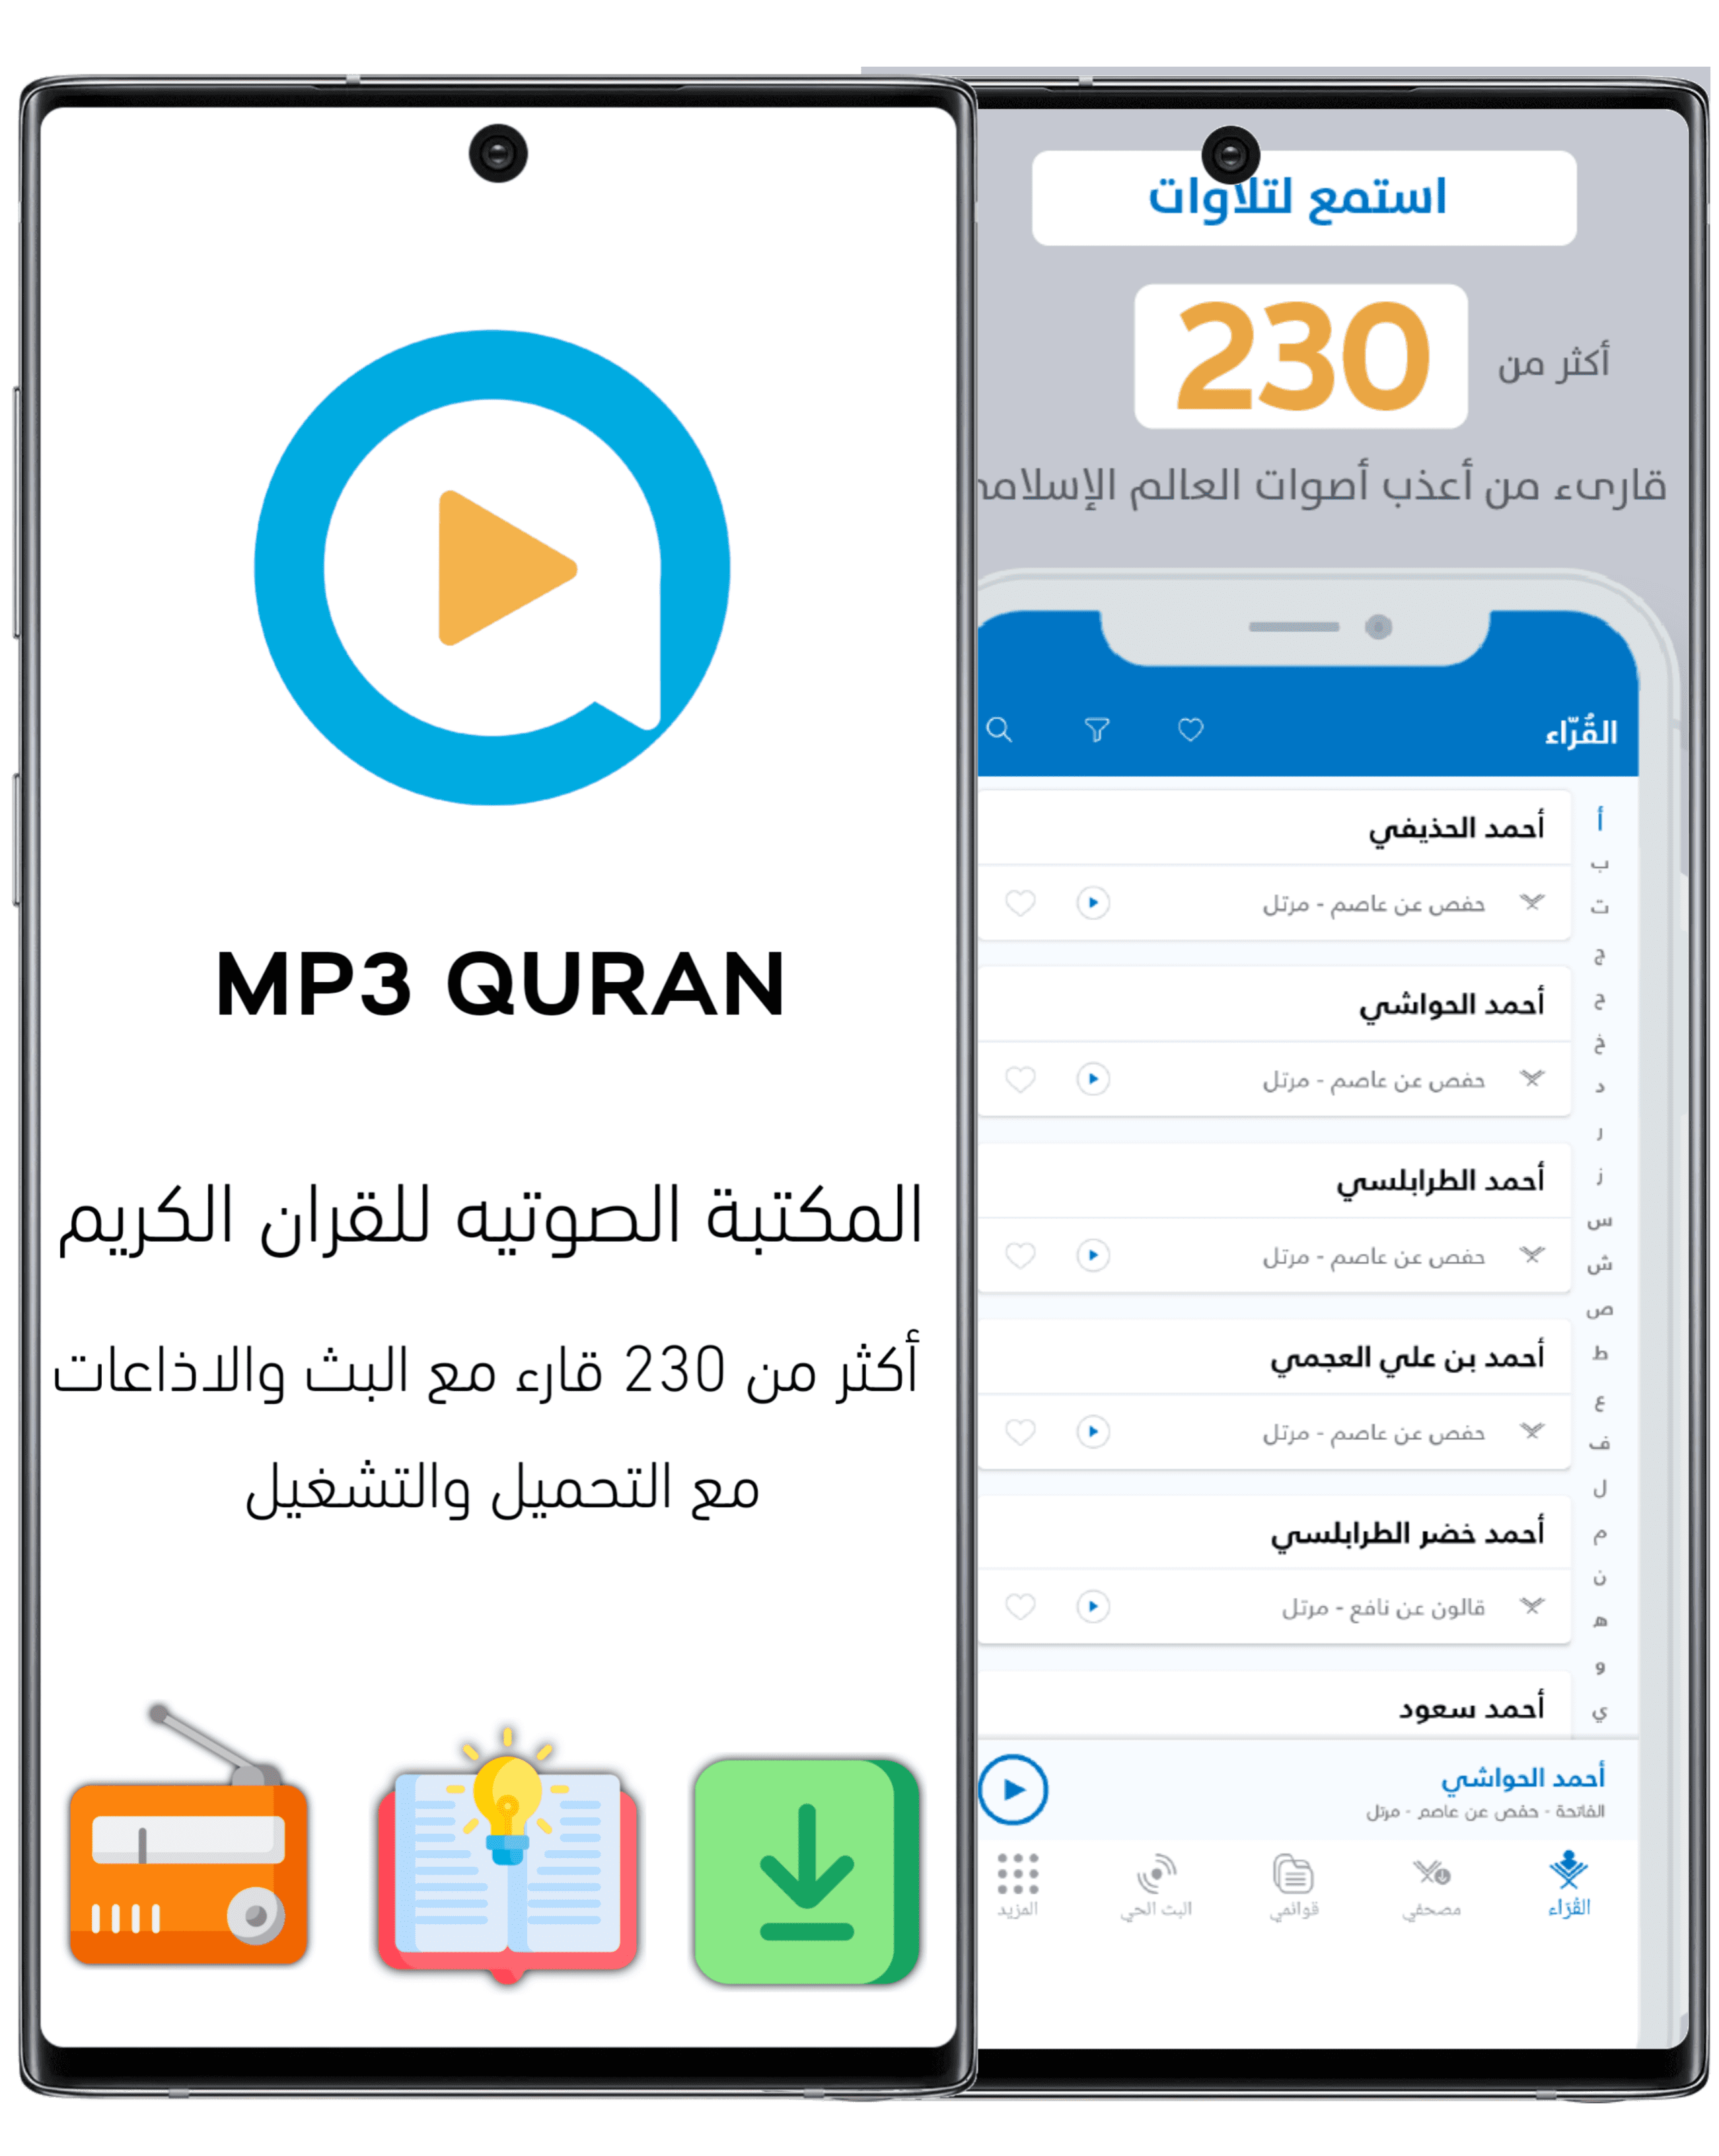 MP3 QURAN
المكتبة الصوتيه للقران الكريم
أكثر من 230 قارء مع البث والاذاعات
مع التحميل والتشغيل
استمع لتلاوات
أكثر من 230
قارىء من أعذب أصوات العالم
القُرّاء
أ
ب
ت
ج
ح
خ
د
ر
ز
س
ش
ص
ط
ع
ف
ل
م
ن
ه
و
ي
أحمد الحذيفي
حفص عن عاصم - مرتل
أحمد الحواشي
حفص عن عاصم - مرتل
أحمد الطرابلسي
حفص عن عاصم - مرتل
أحمد بن علي العجمي
حفص عن عاصم - مرتل
أحمد خضر الطرابلسي
قالون عن نافع - مرتل
أحمد سعود
أحمد الحواشي
الفاتحة - حفص عن عاصم - مرتل
القُرّاء
مصحفي
قوائمي
البث الحي
المزيد